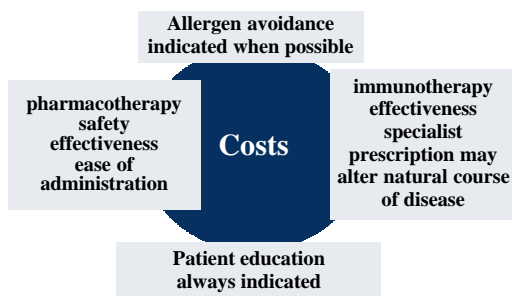 Allergen avoidance
indicated when possible
pharmacotherapy
safety
effectiveness
ease of
administration
Costs
immunotherapy
effectiveness
specialist
prescription may
alter natural course
of disease
Patient education
always indicated